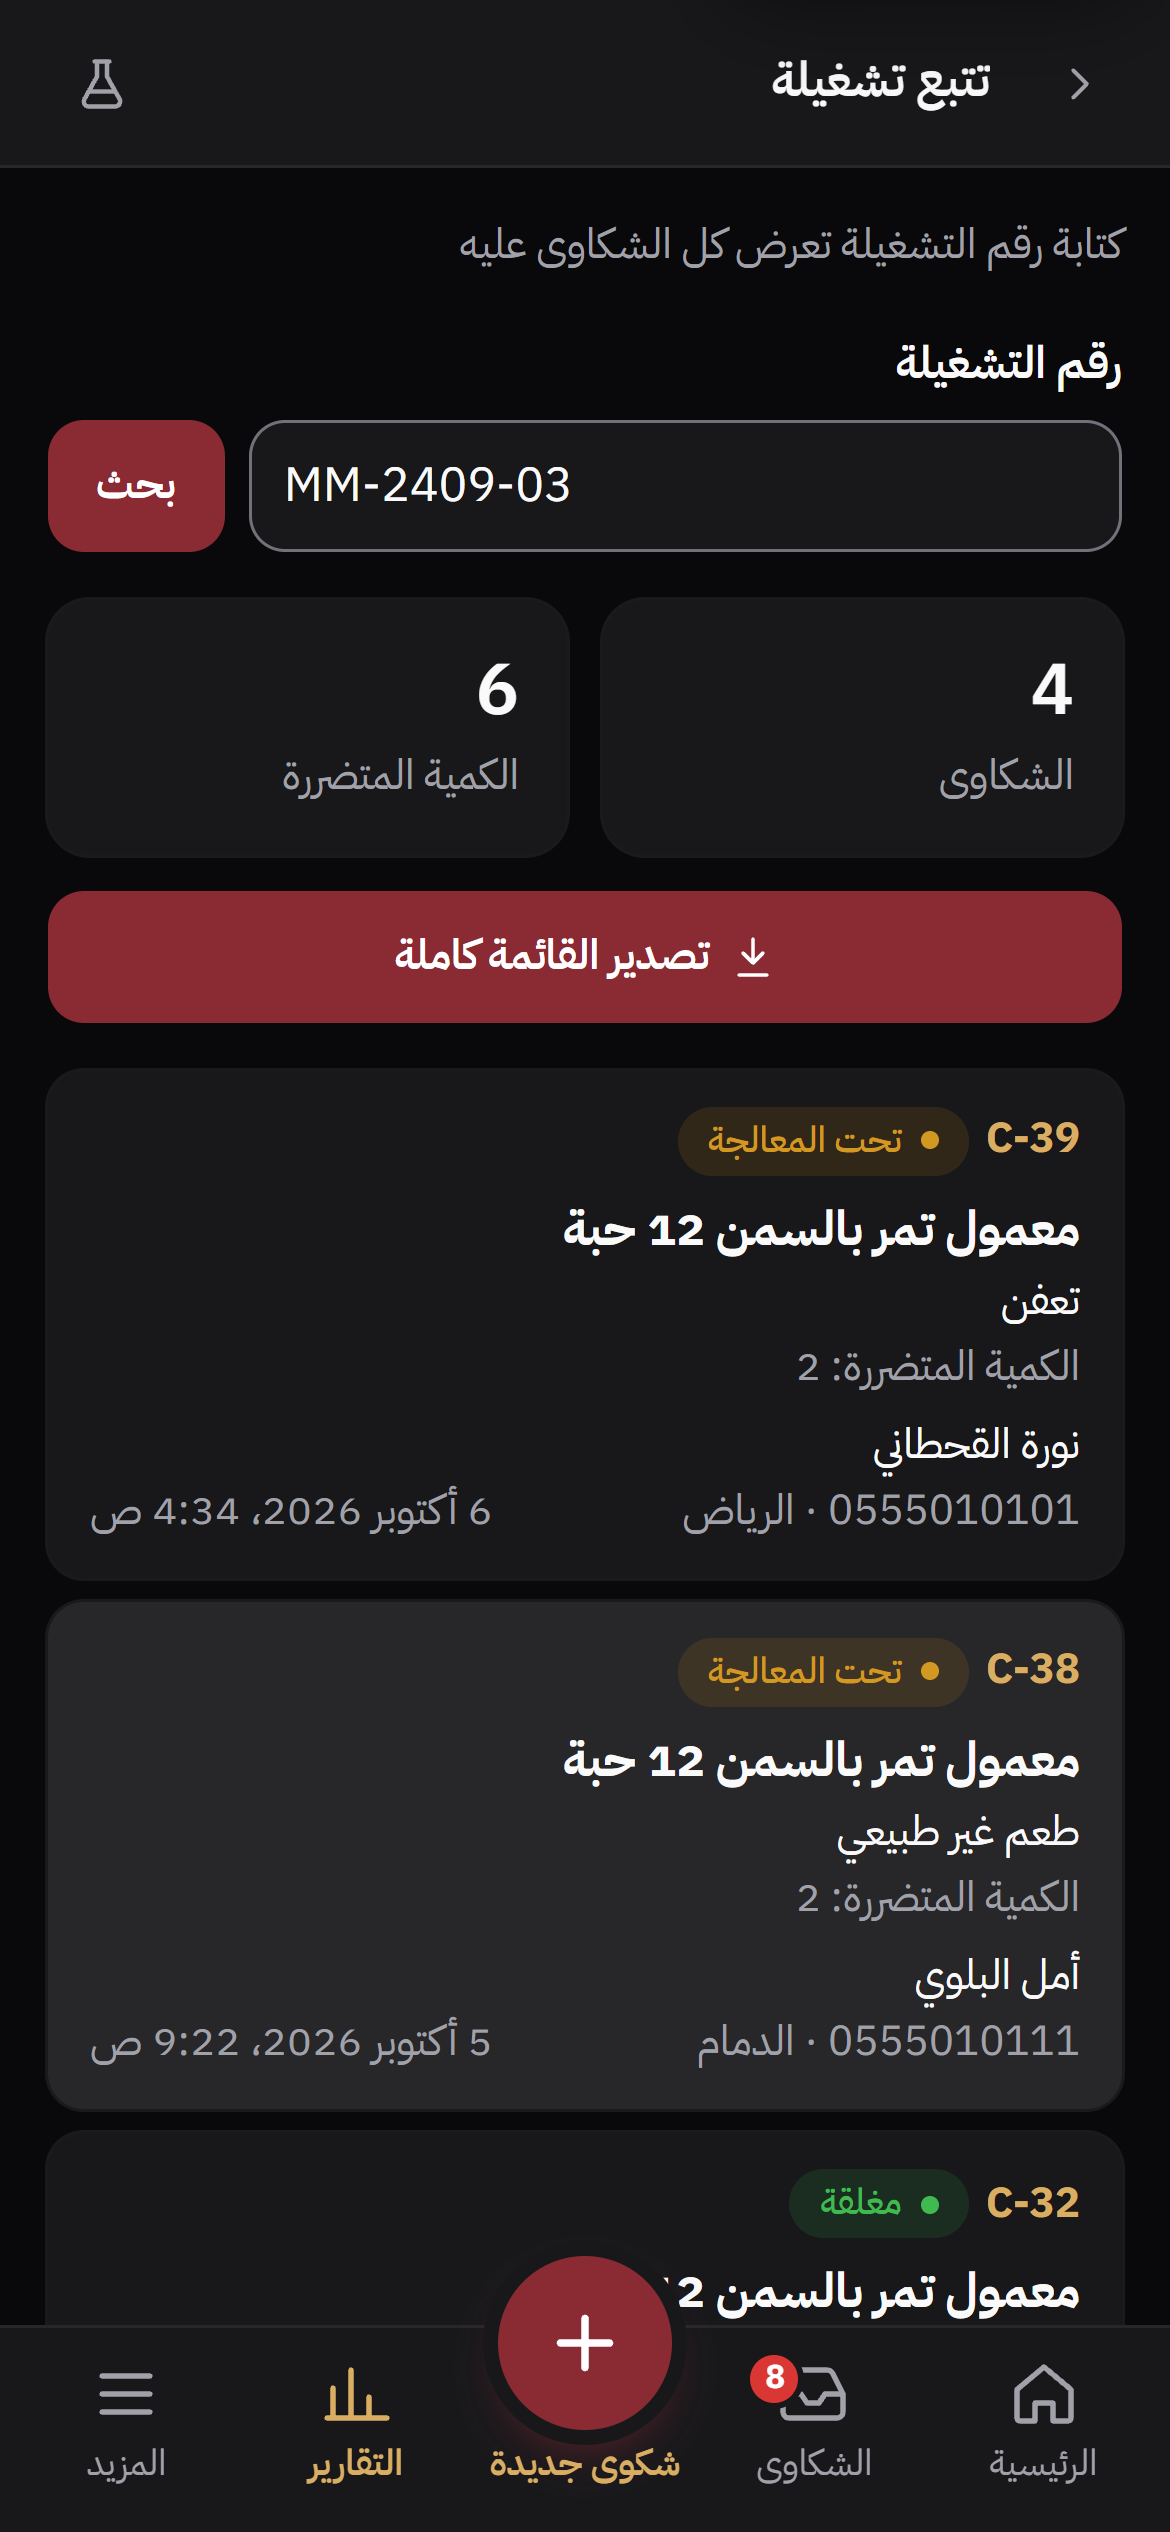 تتبع تشغيلة
كتابة رقم التشغيلة تعرض كل الشكاوى عليه
رقم التشغيلة
MM-2409-03
بحث
4
الشكاوى
6
الكمية المتضررة
تصدير القائمة كاملة
C-39 تحت المعالجة
معمول تمر بالسمن 12 حبة
تعفن
الكمية المتضررة: 2
نورة القحطاني
0555010101 · الرياض
6 أكتوبر 2026، 4:34 ص
C-38 تحت المعالجة
معمول تمر بالسمن 12 حبة
طعم غير طبيعي
الكمية المتضررة: 2
أمل البلوي
0555010111 · الدمام
5 أكتوبر 2026، 9:22 ص
C-32 مغلقة
معمول تمر بالسمن
الرئيسية
8
الشكاوى
شكوى جديدة
التقارير
المزيد